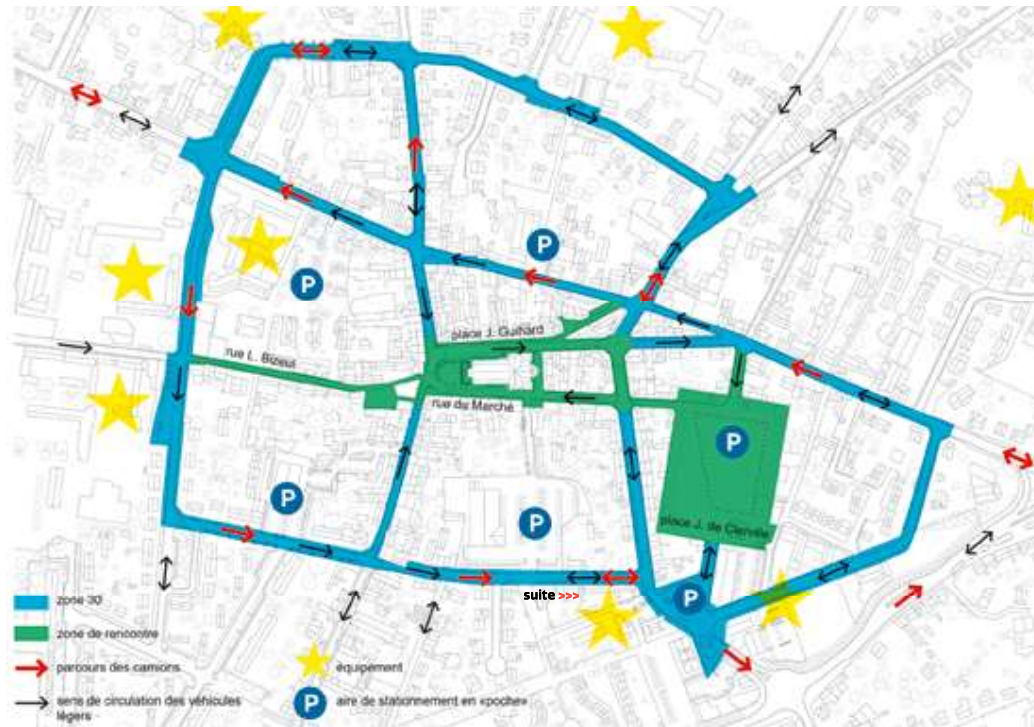 P
P
place J. Guihard
rue L. Bizeul
rue du Marché
P
P
P
place J. de Clerville
suite >>>
P
zone 30
zone de rencontre
parcours des camions
équipement
sens de circulation des véhicules
légers
P aire de stationnement en «poche»